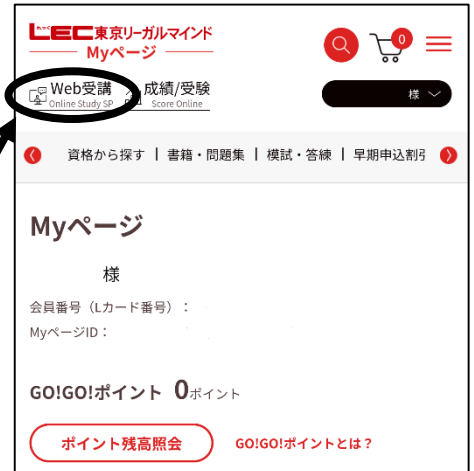 LEC東京リーガルマインド
Myページ
0
Web受講
Online Study SP
成績/受験
Score Online
様
資格から探す | 書籍・問題集 | 模試・答練 | 早期申込割引
Myページ
様
会員番号（Lカード番号）：
MyページID：
GO!GO!ポイント 0ポイント
ポイント残高照会
GO!GO!ポイントとは？